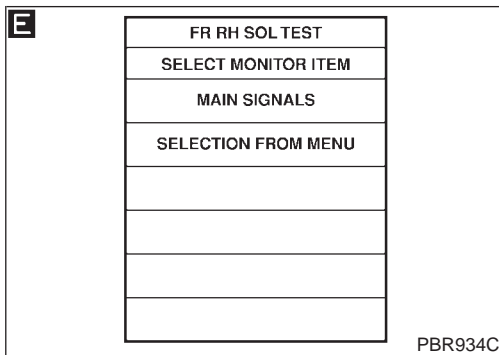 E
FR RH SOL TEST
SELECT MONITOR ITEM
MAIN SIGNALS
SELECTION FROM MENU
PBR934C